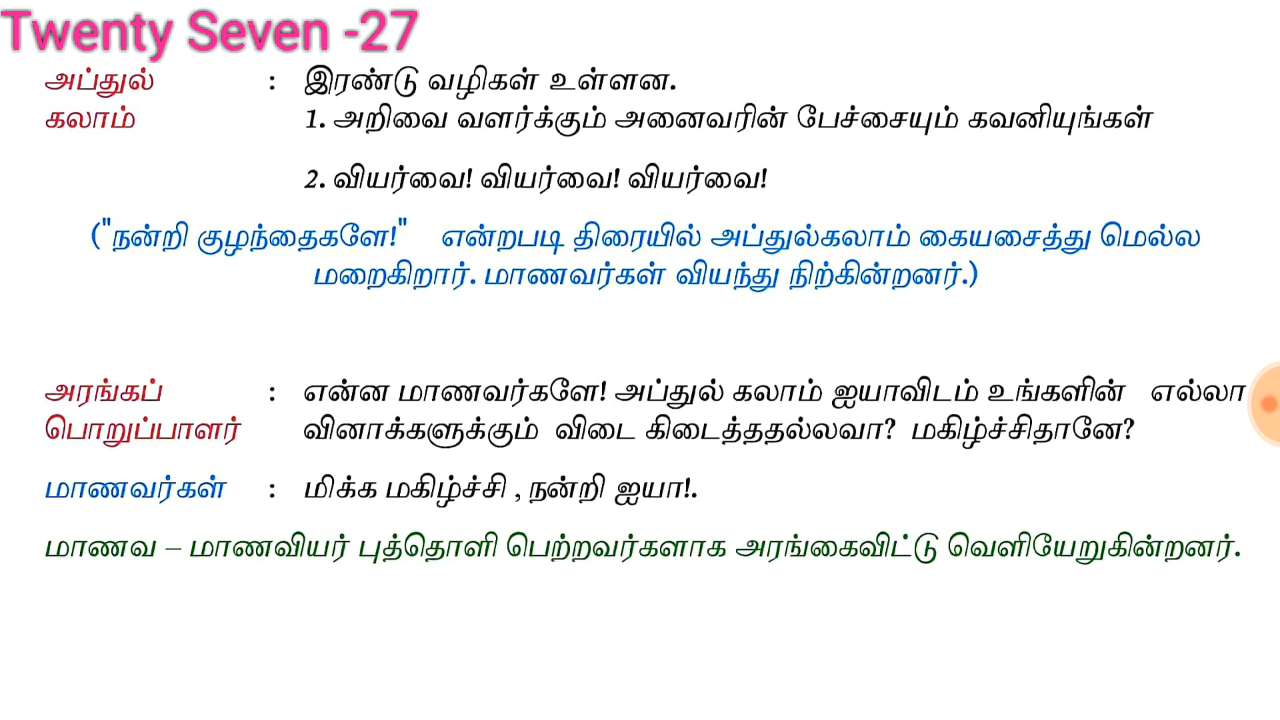 Twenty Seven -27
அப்துல் : இரண்டு வழிகள் உள்ளன.
கலாம் 1. அறிவை வளர்க்கும் அனைவரின் பேச்சையும் கவனியுங்கள்
2. வியர்வை! வியர்வை! வியர்வை!
("நன்றி குழந்தைகளே!" என்றபடி திரையில் அப்துல்கலாம் கையசைத்து மெல்ல
மறைகிறார். மாணவர்கள் வியந்து நிற்கின்றனர்.)
அரங்கப் : என்ன மாணவர்களே! அப்துல் கலாம் ஐயாவிடம் உங்களின் எல்லா
பொறுப்பாளர் வினாக்களுக்கும் விடை கிடைத்ததல்லவா? மகிழ்ச்சிதானே?
மாணவர்கள் : மிக்க மகிழ்ச்சி , நன்றி ஐயா!.
மாணவ – மாணவியர் புத்தொளி பெற்றவர்களாக அரங்கைவிட்டு வெளியேறுகின்றனர்.